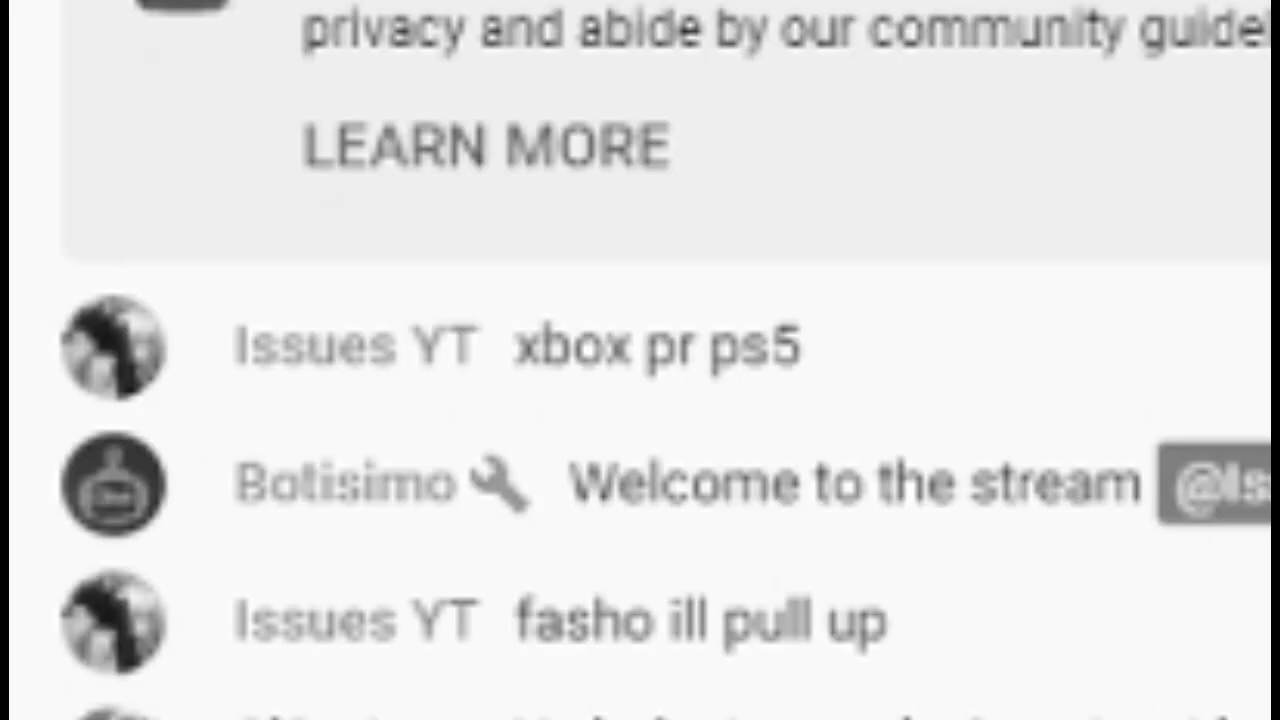 privacy and abide by our community
LEARN MORE
Issues YT xbox pr ps5
Botisimo Welcome to the stream
Issues YT fasho ill pull up